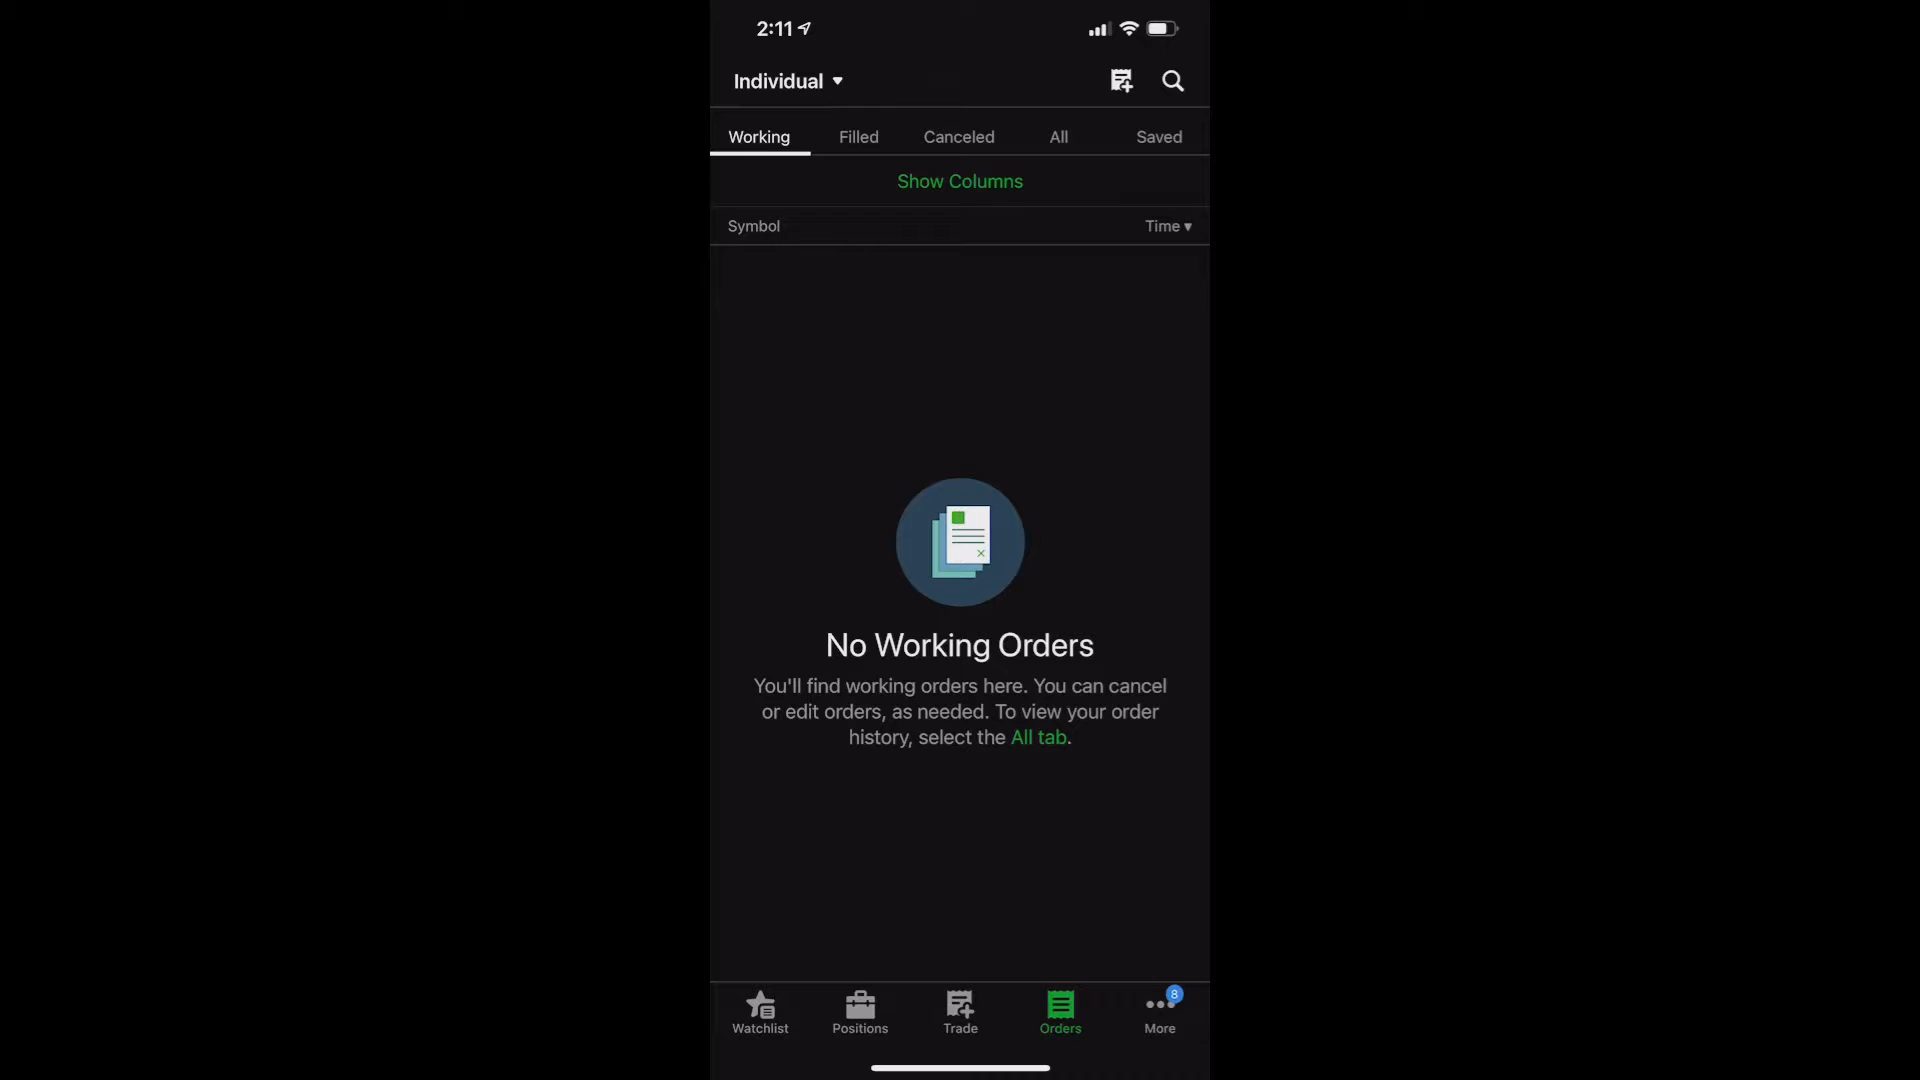 2:11
Individual
Working Filled Canceled All Saved
Show Columns
Symbol Time ▾
No Working Orders
You'll find working orders here. You can cancel
or edit orders, as needed. To view your order
history, select the All tab.
8
Watchlist Positions Trade Orders More